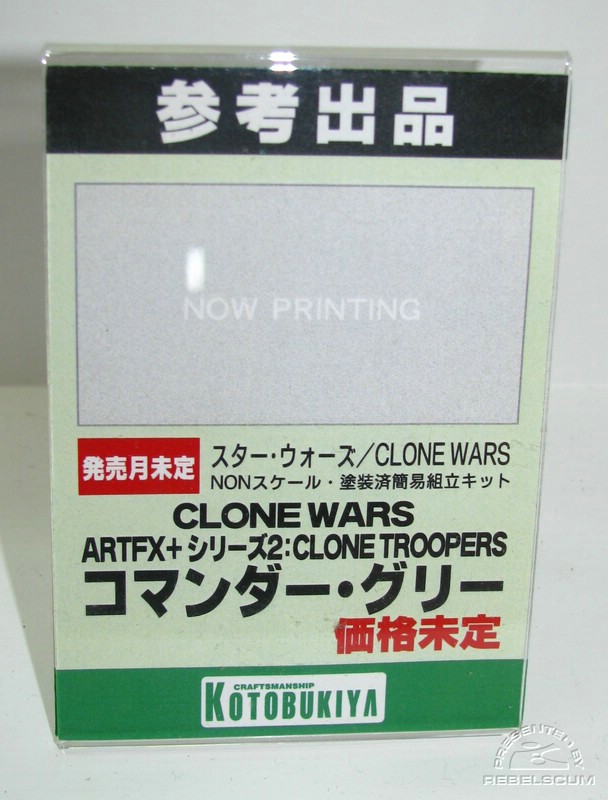 参考出品
NOW PRINTING
発売月未定
スター・ウォーズ/CLONE WARS
NONスケール・塗装済簡易組立キット
CLONE WARS
ARTFX+ シリーズ2:CLONE TROOPERS
コマンダー・グリー
価格未定
CRAFTSMANSHIP
KOTOBUKIYA
PRESENTED BY
REBELSCUM